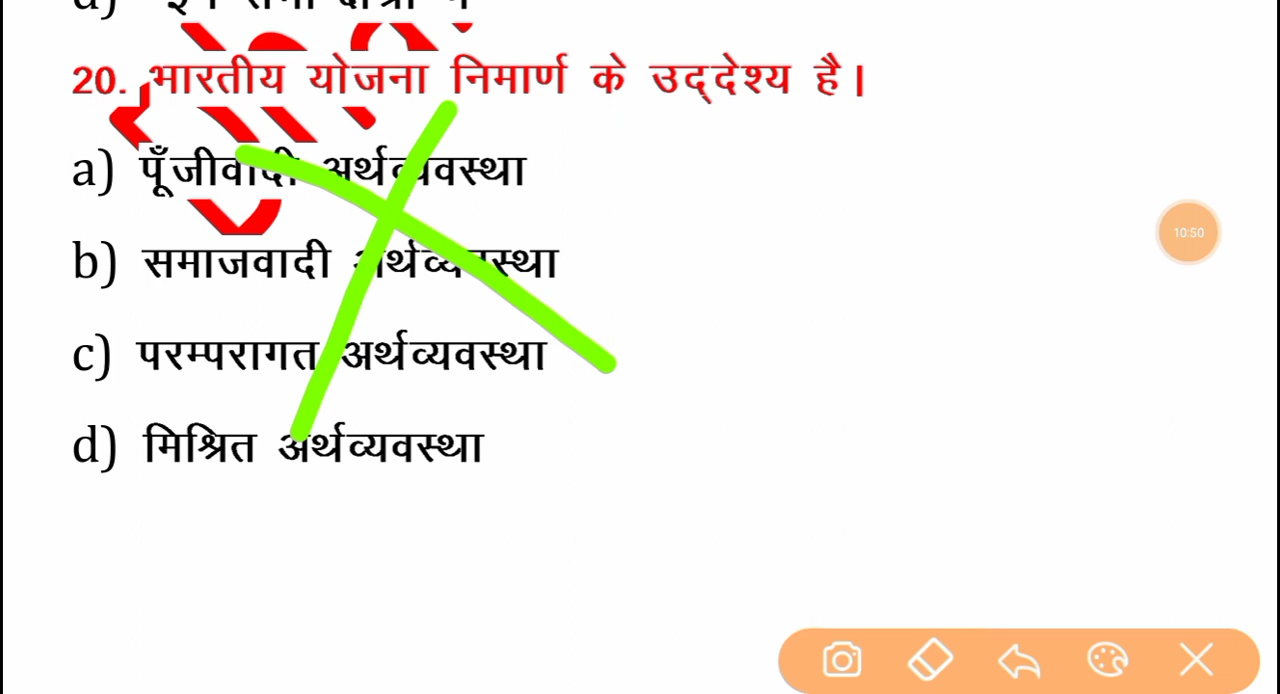 20. भारतीय योजना निमार्ण के उद्देश्य है।
a) पूँजीवादी अर्थव्यवस्था
b) समाजवादी अर्थव्यवस्था
c) परम्परागत अर्थव्यवस्था
d) मिश्रित अर्थव्यवस्था
10:50